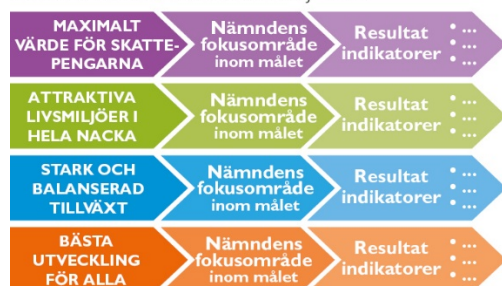 MAXIMALT
VÄRDE FÖR SKATTE-
PENGARNA
Nämndens
fokusområde
inom målet
Resultat
indikatorer
• ...
• ...
• ...
ATTRAKTIVA
LIVSMILJÖER I
HELA NACKA
Nämndens
fokusområde
inom målet
Resultat
indikatorer
• ...
• ...
• ...
STARK OCH
BALANSERAD
TILLVÄXT
Nämndens
fokusområde
inom målet
Resultat
indikatorer
• ...
• ...
• ...
BÄSTA
UTVECKLING
FÖR ALLA
Nämndens
fokusområde
inom målet
Resultat
indikatorer
• ...
• ...
• ...